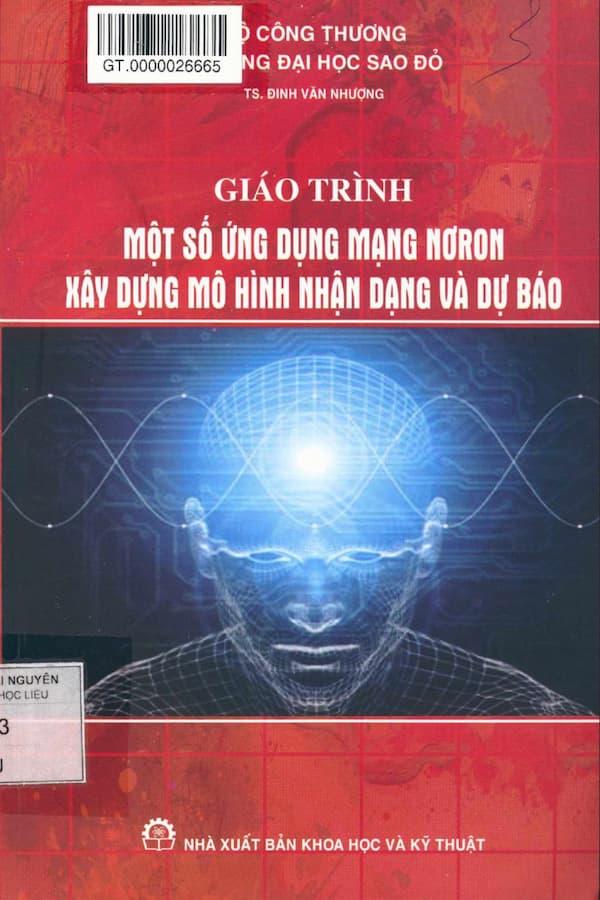 GT.0000026665
CÔNG THƯƠNG
ĐẠI HỌC SAO ĐỎ
TS. ĐINH VĂN NHƯỢNG
GIÁO TRÌNH
MỘT SỐ ỨNG DỤNG MẠNG NƠRON
XÂY DỰNG MÔ HÌNH NHẬN DẠNG VÀ DỰ BÁO
NGUYÊN
HỌC LIỆU
3
NHÀ XUẤT BẢN KHOA HỌC VÀ KỸ THUẬT